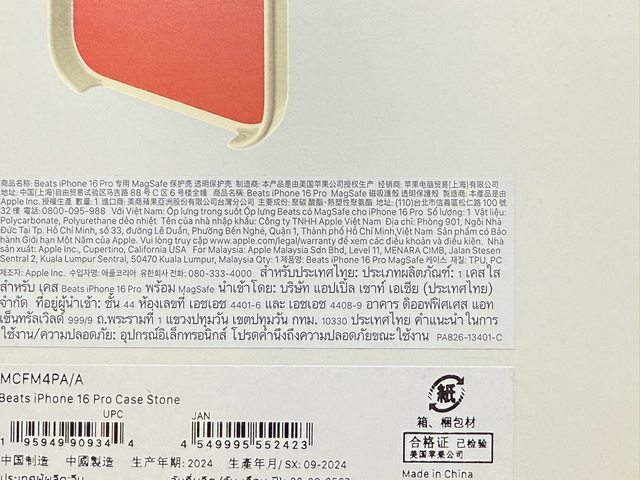 商品名称: Beats iPhone 16 Pro 专用 MagSafe 保护壳 透明保护壳 制造商: 本产品是由美国苹果公司授权生产 经销商: 苹果电脑贸易(上海)有限公司
地址: 中国(上海)自由贸易试验区马吉路 88 号 C 区 6 号楼全幢 商品名稱: Beats iPhone 16 Pro MagSafe 磁吸護殼 透明護殼 製造商: 本產品是由
Apple Inc. 授權生產 數量: 1 進口商: 美商蘋果亞洲股份有限公司台灣分公司 主要成分: 聚碳酸酯、熱塑性聚氨酯 地址: (110)台北市信義區松仁路 100 號
32 樓 電話: 0800-095-988 Với Việt Nam: Ốp lưng trong suốt Ốp lưng Beats có MagSafe cho iPhone 16 Pro Số lượng: 1 Vật liệu:
Polycarbonate, Polyurethane dẻo nhiệt Tên của nhà nhập khẩu: Công ty TNHH Apple Việt Nam Địa chỉ: Phòng 901, Ngôi Nhà
Đức Tại Tp. Hồ Chí Minh, số 33, đường Lê Duẩn, Phường Bến Nghé, Quận 1, Thành phố Hồ Chí Minh, Việt Nam Sản phẩm có Bảo
hành Giới hạn Một Năm của Apple. Vui lòng truy cập www.apple.com/legal/warranty để xem các điều khoản và điều kiện. Nhà
sản xuất: Apple Inc., Cupertino, California USA For Malaysia: Apple Malaysia Sdn Bhd, Level 11, MENARA CIMB, Jalan Stesen
Sentral 2, Kuala Lumpur Sentral, 50470 Kuala Lumpur, Malaysia Qty: 1 제품명: Beats iPhone 16 Pro MagSafe 케이스 재질: TPU, PC
제조자: Apple Inc. 수입자명: 애플코리아 유한회사 전화: 080-333-4000 สำหรับประเทศไทย: ประเภทผลิตภัณฑ์: 1 เคสใส
สำหรับ เคส Beats iPhone 16 Pro พร้อม MagSafe นำเข้าโดย: บริษัท แอปเปิล เซาท์ เอเชีย (ประเทศไทย)
จำกัด ที่อยู่ผู้นำเข้า: ชั้น 44 ห้องเลขที่ เอชเอช 4401-6 และ เอชเอช 4408-9 อาคาร ดิออฟฟิศเศส แอท
เซ็นทรัลเวิลด์ 999/9 ถ.พระรามที่ 1 แขวงปทุมวัน เขตปทุมวัน กทม. 10330 ประเทศไทย คำแนะนำในการ
ใช้งาน/ความปลอดภัย: อุปกรณ์อิเล็กทรอนิกส์ โปรดคำนึงถึงความปลอดภัยขณะใช้งาน PA826-13401-C
MCFM4PA/A
Beats iPhone 16 Pro Case Stone
UPC
JAN
1 95949 90934 4
4 549995 552423
中国制造 中國製造 生产年月: 2024 生產年月/SX: 09-2024
紙
箱、梱包材
合格证 已检验
美国苹果公司
Made in China